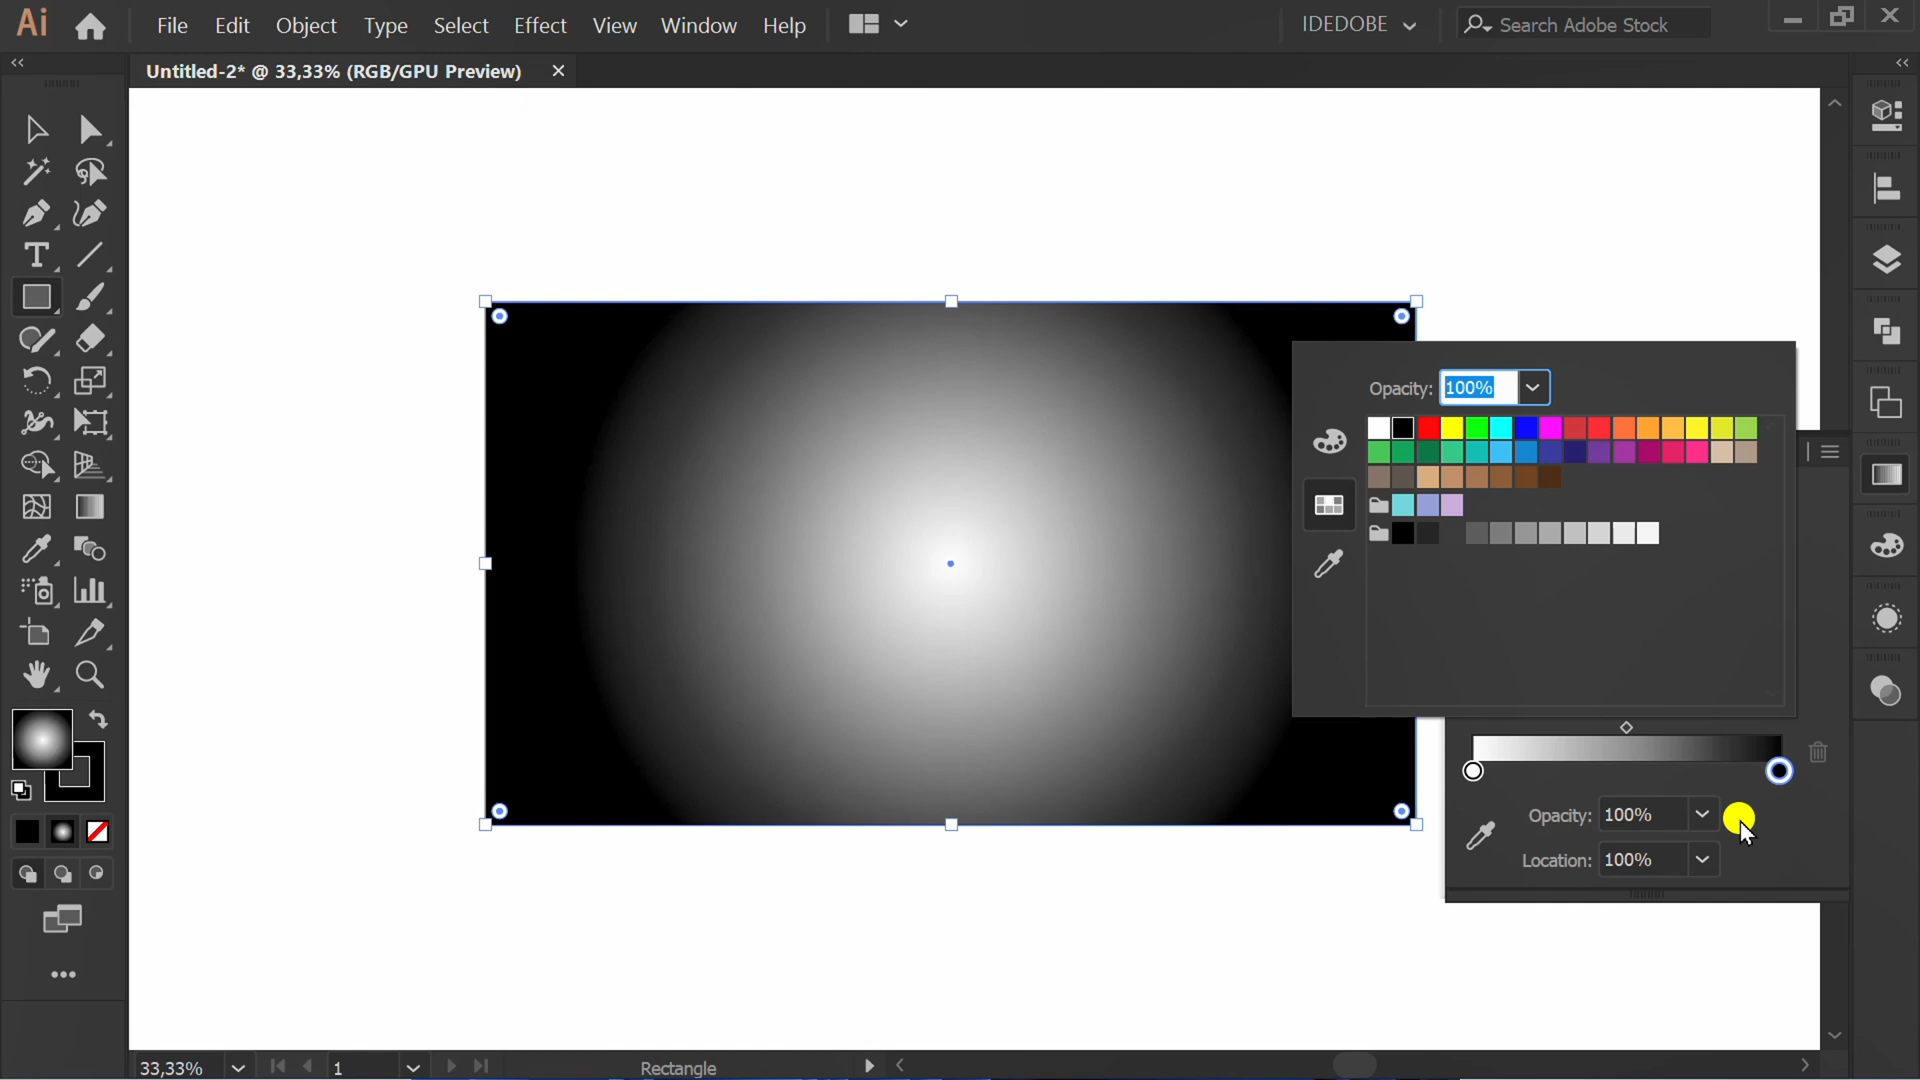 Ai File Edit Object Type Select Effect View Window Help IDEDOBE Search Adobe Stock
Untitled-2* @ 33,33% (RGB/GPU Preview)
Opacity: 100%
Opacity: 100%
Location: 100%
33,33% 1 Rectangle